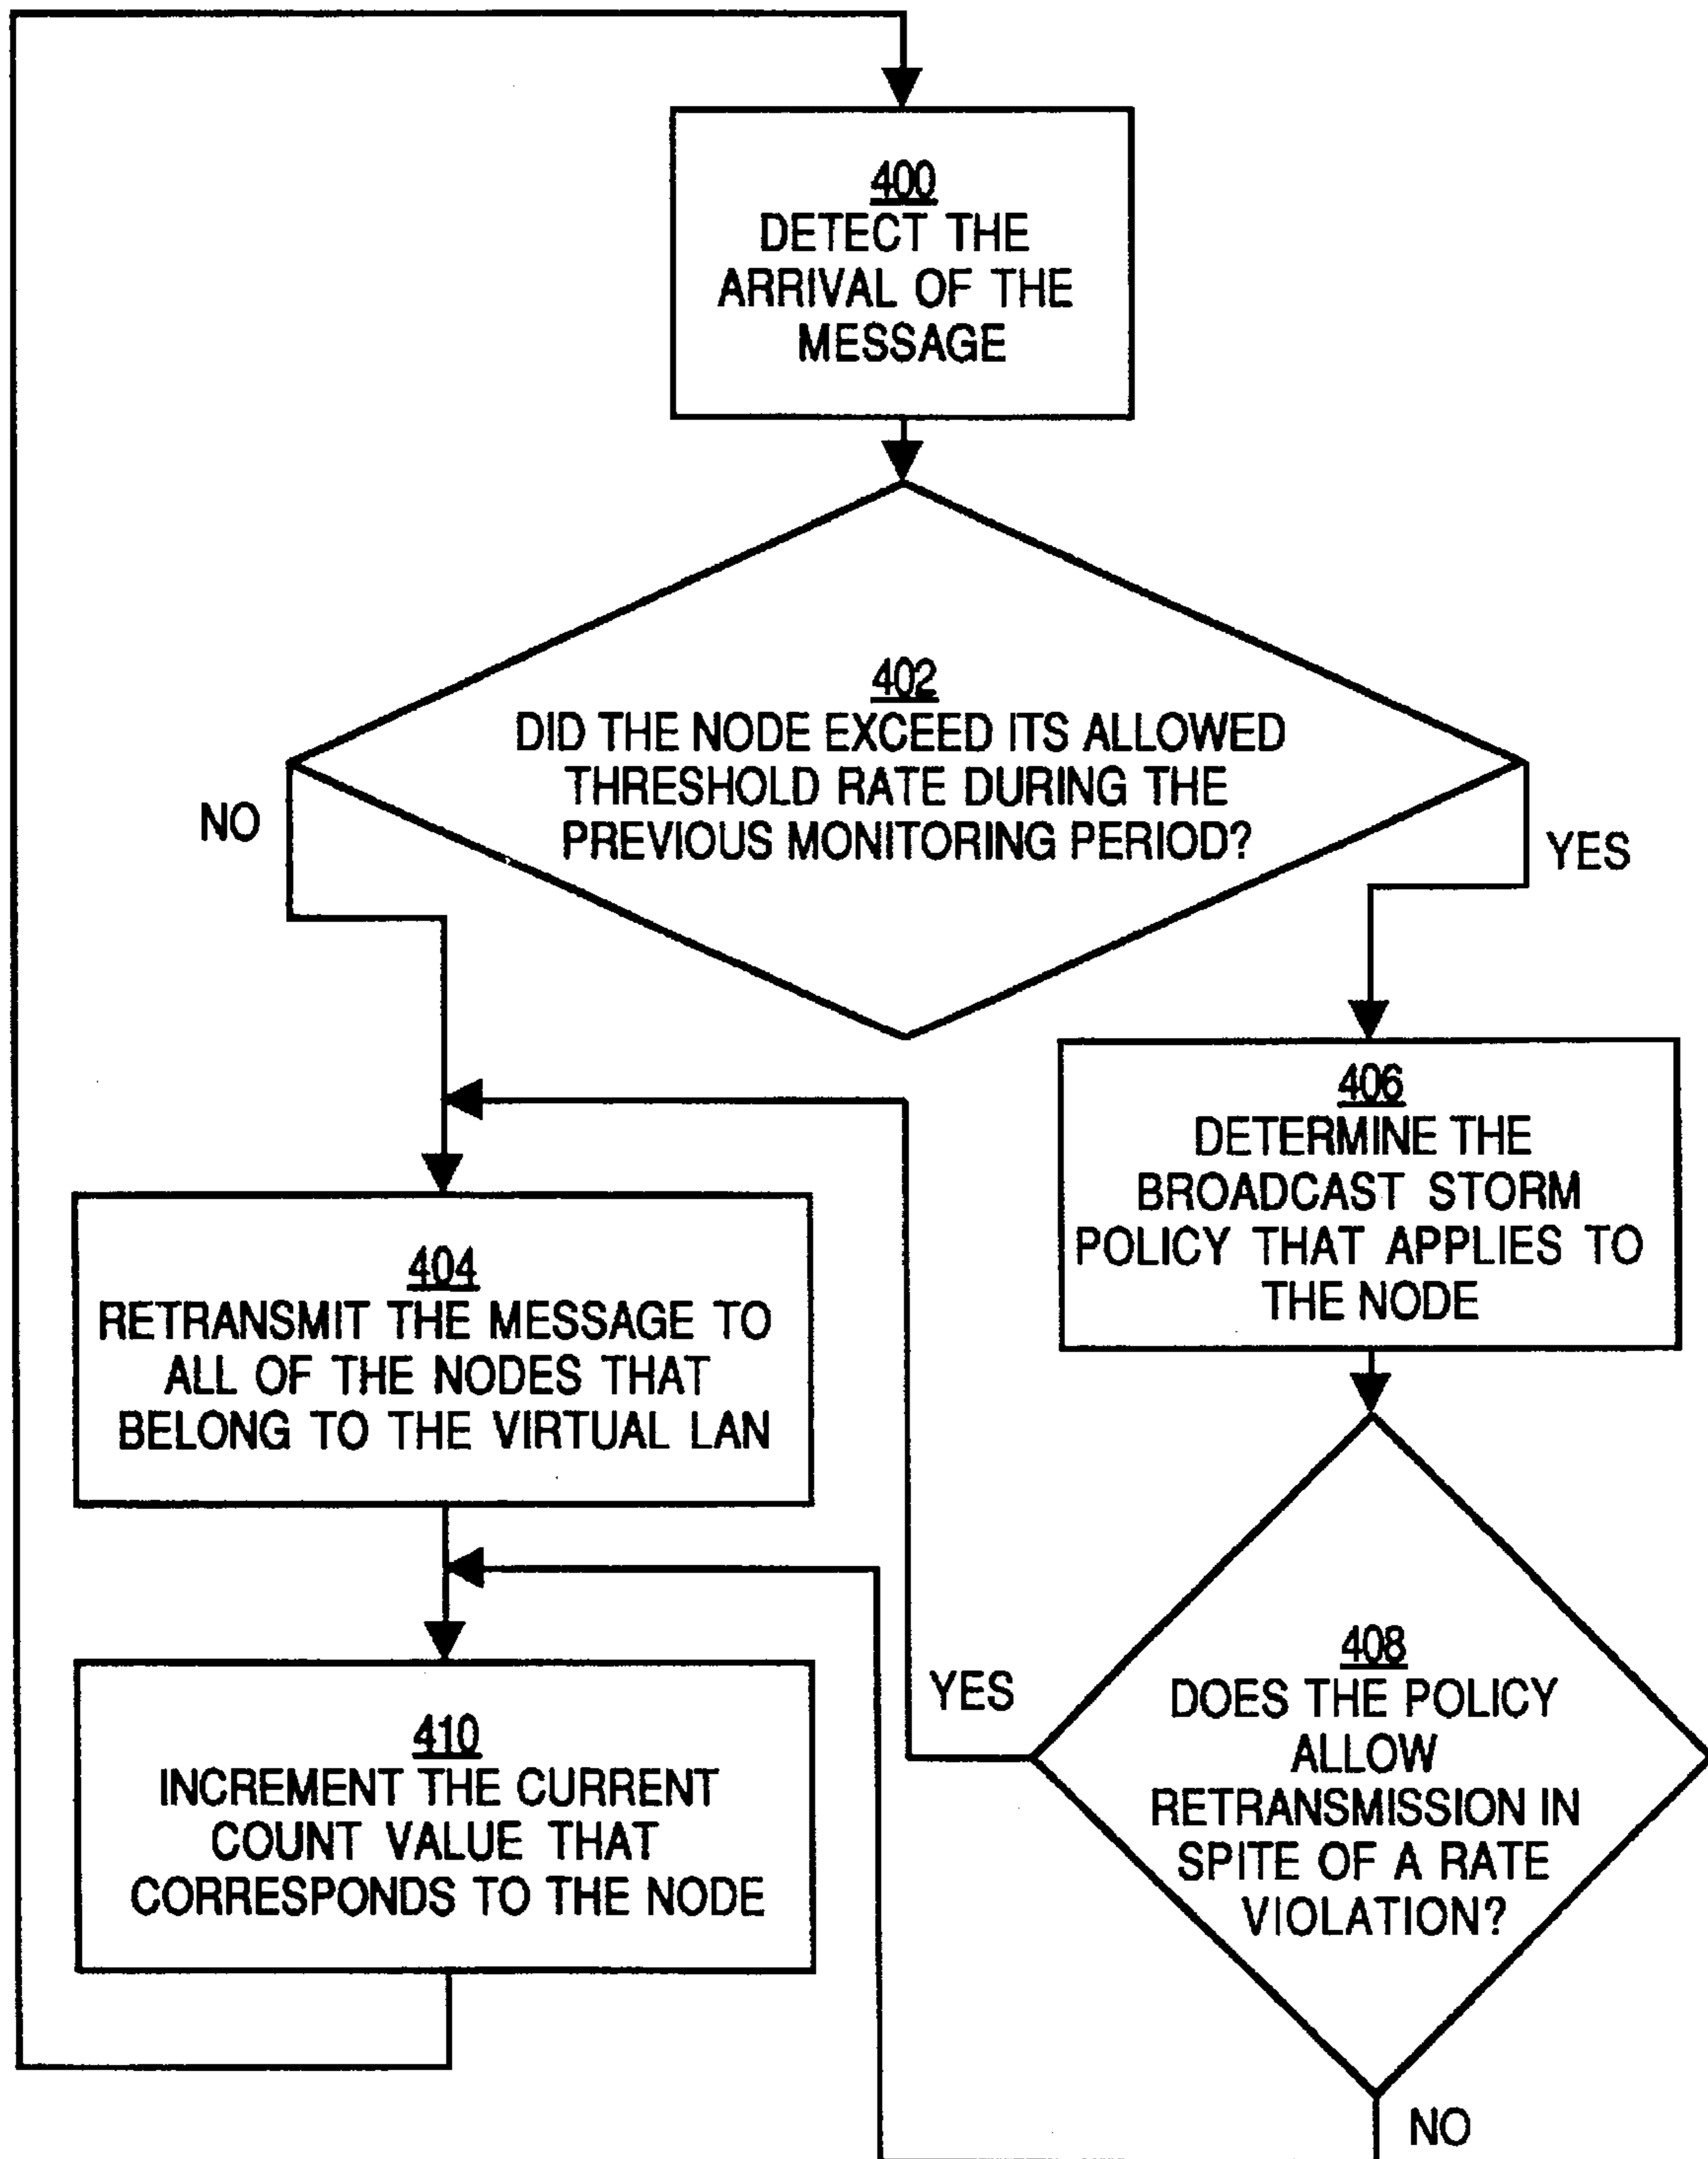 400
DETECT THE
ARRIVAL OF THE
MESSAGE
402
DID THE NODE EXCEED ITS ALLOWED
THRESHOLD RATE DURING THE
PREVIOUS MONITORING PERIOD?
NO
YES
406
DETERMINE THE
BROADCAST STORM
POLICY THAT APPLIES TO
THE NODE
404
RETRANSMIT THE MESSAGE TO
ALL OF THE NODES THAT
BELONG TO THE VIRTUAL LAN
408
DOES THE POLICY
ALLOW
RETRANSMISSION IN
SPITE OF A RATE
VIOLATION?
YES
NO
410
INCREMENT THE CURRENT
COUNT VALUE THAT
CORRESPONDS TO THE NODE